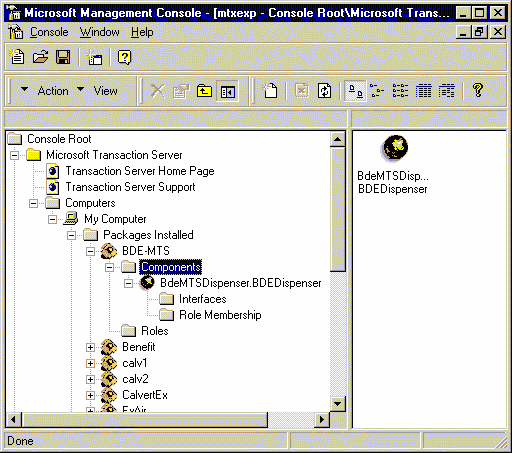 Microsoft Management Console - [mtxexp - Console Root\Microsoft Trans...
Console Window Help
Action View
Console Root
Microsoft Transaction Server
Transaction Server Home Page
Transaction Server Support
Computers
My Computer
Packages Installed
BDE-MTS
Components
BdeMTSDispenser.BDEDispenser
Interfaces
Role Membership
Roles
Benefit
calv1
calv2
CalvertEx
ExAir
BdeMTSDisp...
BDEDispenser
Done